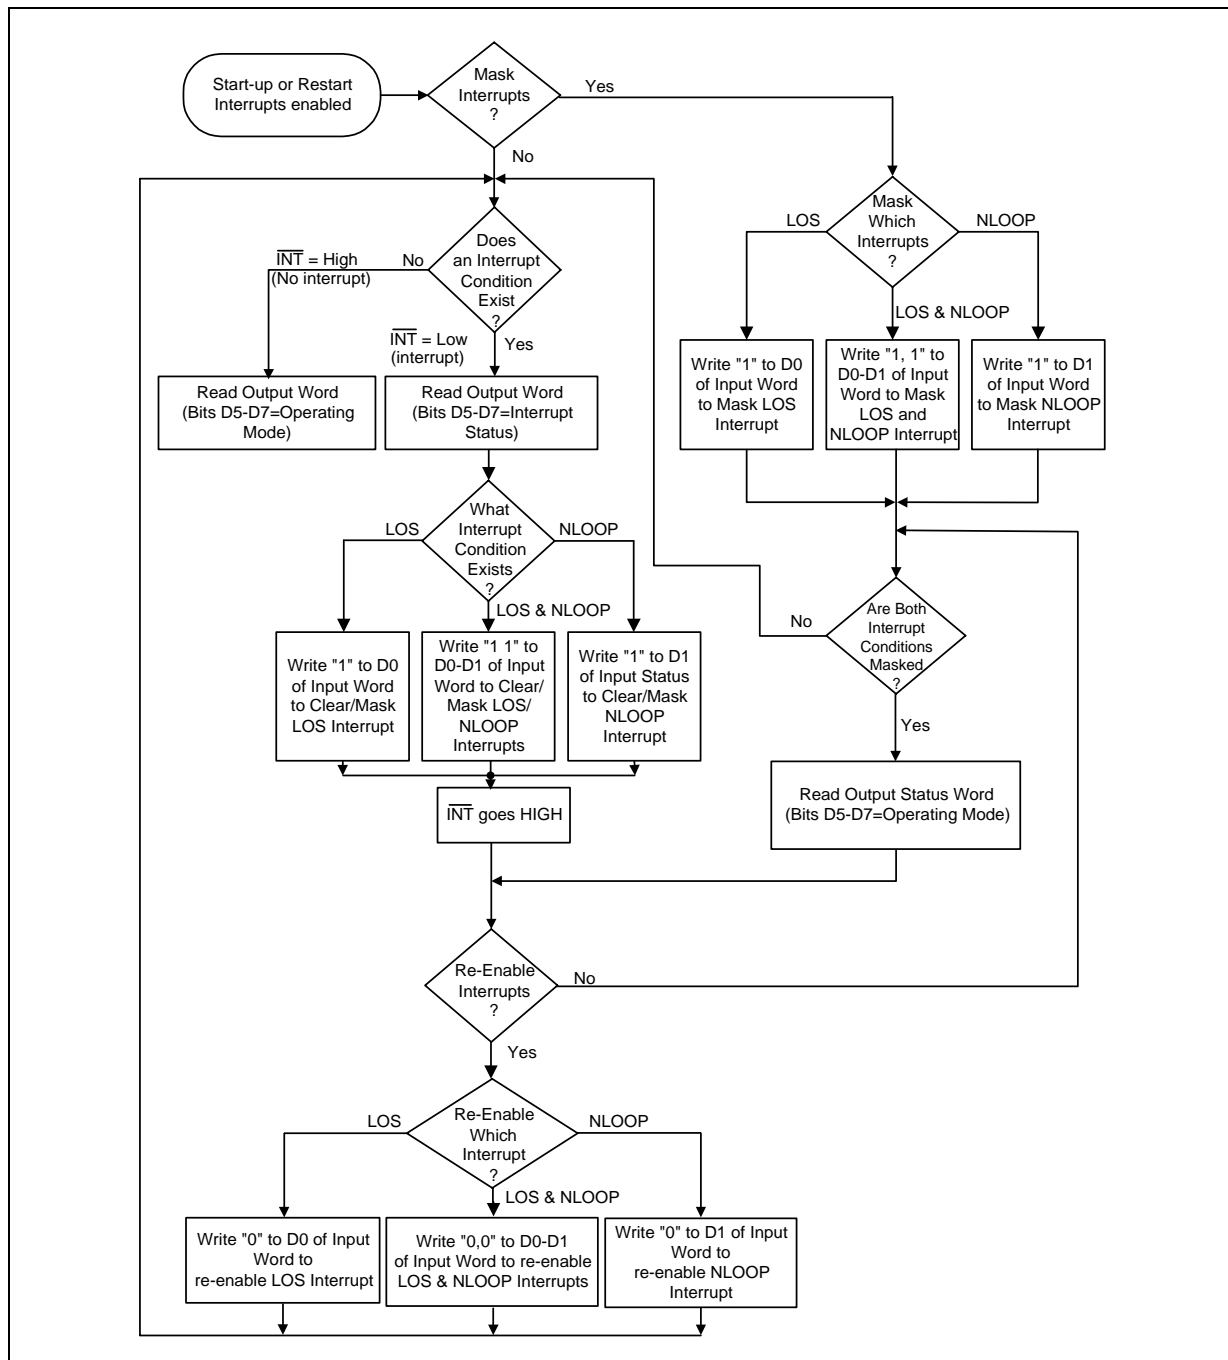 Start-up or Restart
Interrupts enabled
Mask
Interrupts
?
Yes
No
Mask
Which
Interrupts
?
LOS
NLOOP
LOS & NLOOP
Does
an Interrupt
Condition
Exist
?
No
INT = High
(No interrupt)
INT = Low
(interrupt)
Yes
Write "1" to D0
of Input Word
to Mask LOS
Interrupt
Write "1, 1" to
D0-D1 of Input
Word to Mask
LOS and
NLOOP Interrupt
Write "1" to D1
of Input Word
to Mask NLOOP
Interrupt
Read Output Word
(Bits D5-D7=Operating
Mode)
Read Output Word
(Bits D5-D7=Interrupt
Status)
What
Interrupt
Condition
Exists
?
LOS
NLOOP
LOS & NLOOP
Are Both
Interrupt
Conditions
Masked
?
No
Yes
Write "1" to D0
of Input Word
to Clear/Mask
LOS Interrupt
Write "1 1" to
D0-D1 of Input
Word to Clear/
Mask LOS/
NLOOP
Interrupts
Write "1" to D1
of Input Status
to Clear/Mask
NLOOP
Interrupt
INT goes HIGH
Read Output Status Word
(Bits D5-D7=Operating Mode)
Re-Enable
Interrupts
?
No
Yes
Re-Enable
Which
Interrupt
?
LOS
NLOOP
LOS & NLOOP
Write "0" to D0 of Input
Word to
re-enable LOS Interrupt
Write "0,0" to D0-D1
of Input Word to re-enable
LOS & NLOOP Interrupts
Write "0" to D1 of Input
Word to
re-enable NLOOP
Interrupt